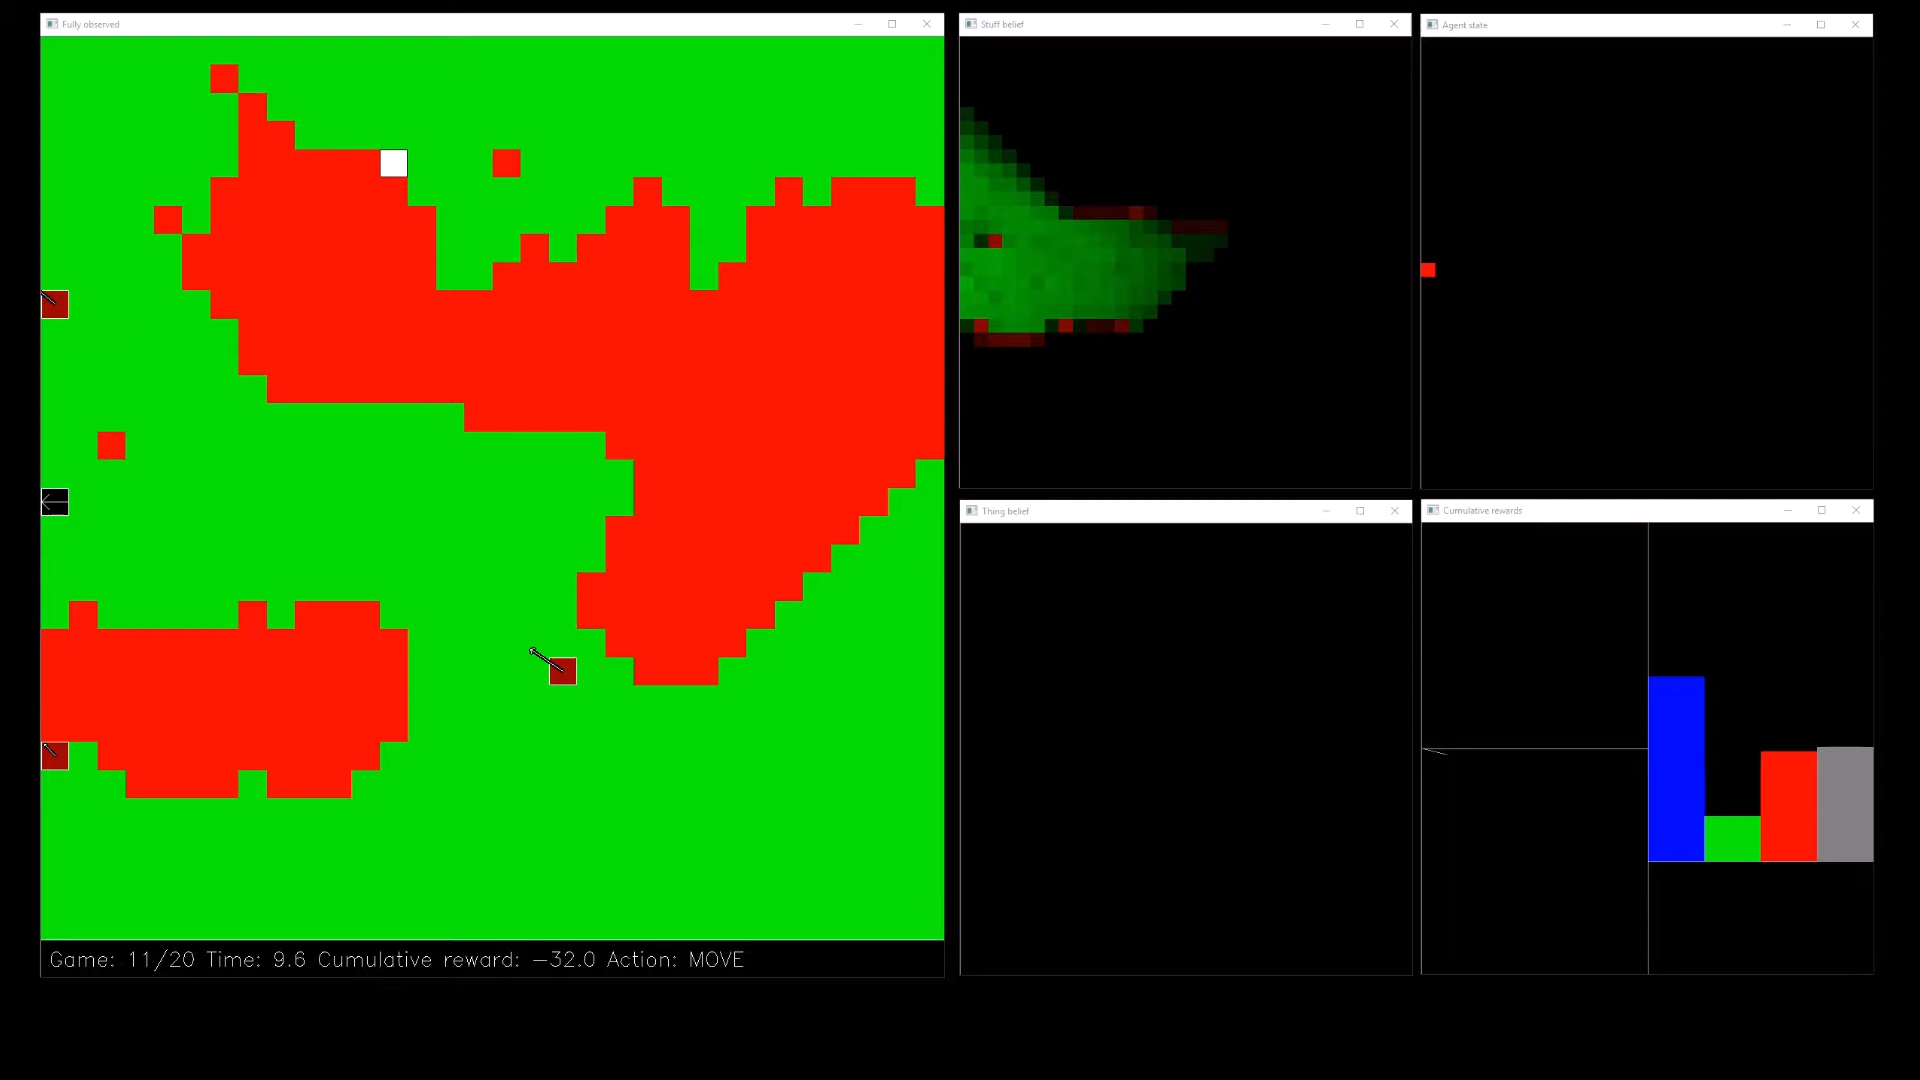 Fully observed
Stuff belief
Agent state
Thing belief
Cumulative rewards
Game: 11/20 Time: 9.6 Cumulative reward: −32.0 Action: MOVE